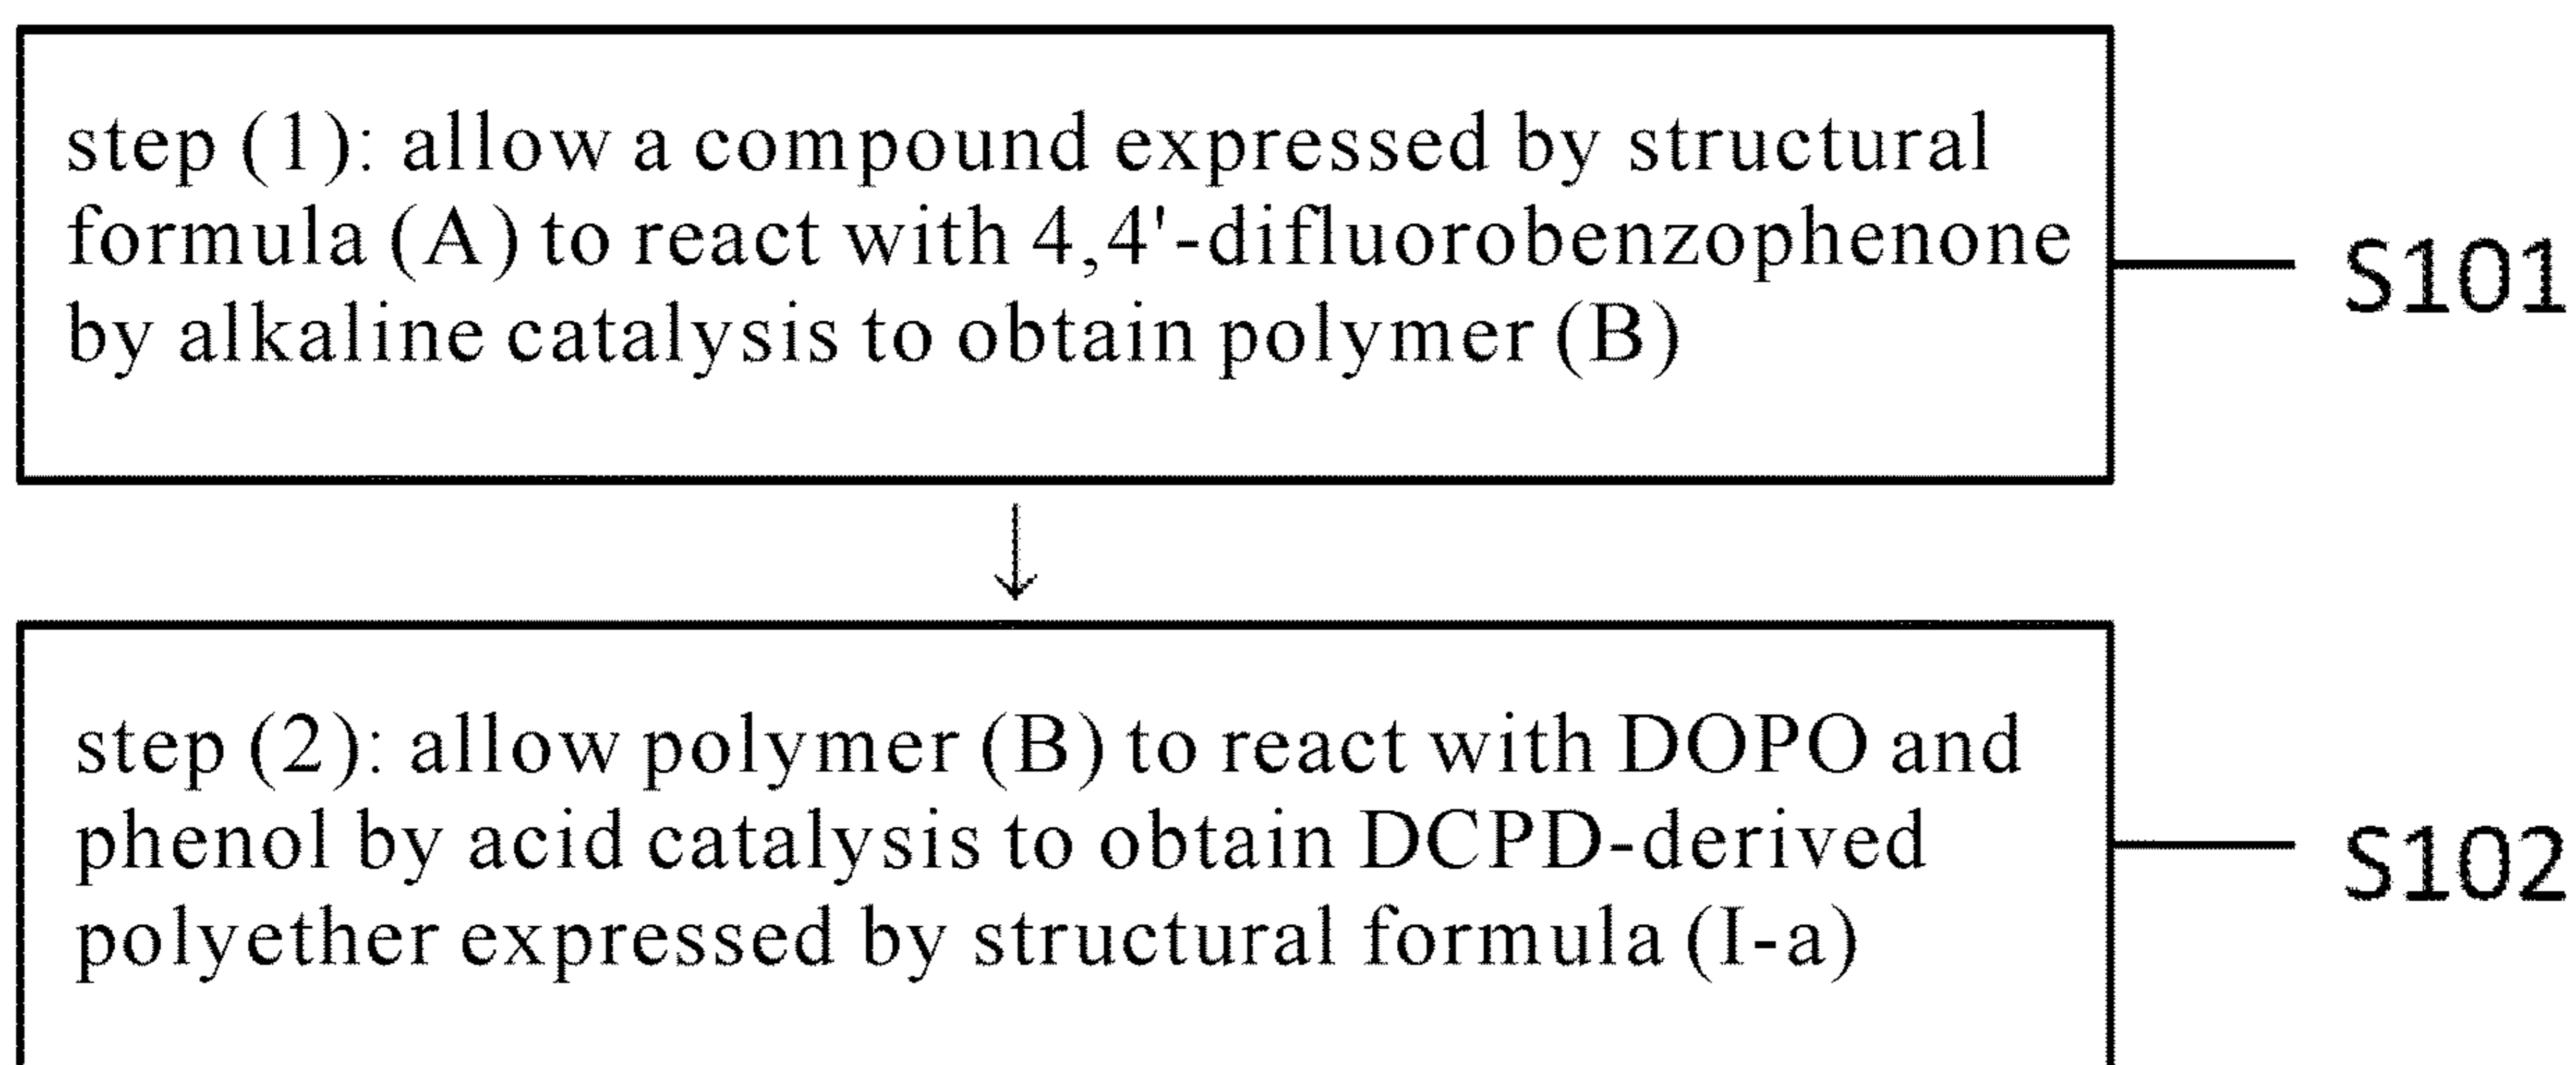 step (1): allow a compound expressed by structural
formula (A) to react with 4,4'-difluorobenzophenone
by alkaline catalysis to obtain polymer (B)
S101
step (2): allow polymer (B) to react with DOPO and
phenol by acid catalysis to obtain DCPD-derived
polyether expressed by structural formula (I-a)
S102